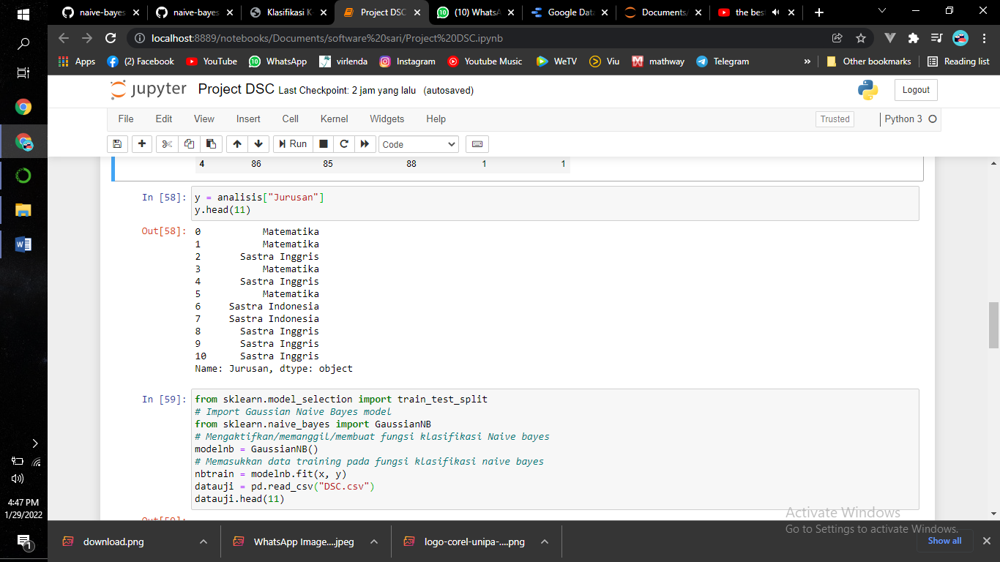 naive-bayes
naive-bayes
Klasifikasi K
Project DSC
(10) WhatsA
Google Dat
Documents/
the best
localhost:8889/notebooks/Documents/software%20sari/Project%20DSC.ipynb
Apps
(2) Facebook
YouTube
WhatsApp
virlenda
Instagram
Youtube Music
WeTV
Viu
mathway
Telegram
»
Other bookmarks
Reading list
jupyter Project DSC Last Checkpoint: 2 jam yang lalu (autosaved)
Logout
File Edit View Insert Cell Kernel Widgets Help
Trusted
Python 3
Run
Code
4 86 85 88 1 1
In [58]: y = analisis["Jurusan"]
y.head(11)
Out[58]: 0 Matematika
1 Matematika
2 Sastra Inggris
3 Matematika
4 Sastra Inggris
5 Matematika
6 Sastra Indonesia
7 Sastra Indonesia
8 Sastra Inggris
9 Sastra Inggris
10 Sastra Inggris
Name: Jurusan, dtype: object
In [59]: from sklearn.model_selection import train_test_split
# Import Gaussian Naive Bayes model
from sklearn.naive_bayes import GaussianNB
# Mengaktifkan/memanggil/membuat fungsi klasifikasi Naive bayes
modelnb = GaussianNB()
# Memasukkan data training pada fungsi klasifikasi naive bayes
nbtrain = modelnb.fit(x, y)
datauji = pd.read_csv("DSC.csv")
datauji.head(11)
Out[59]:
Activate Windows
Go to Settings to activate Windows.
4:47 PM
1/29/2022
1
download.png
WhatsApp Image....jpeg
logo-corel-unipa-....png
Show all